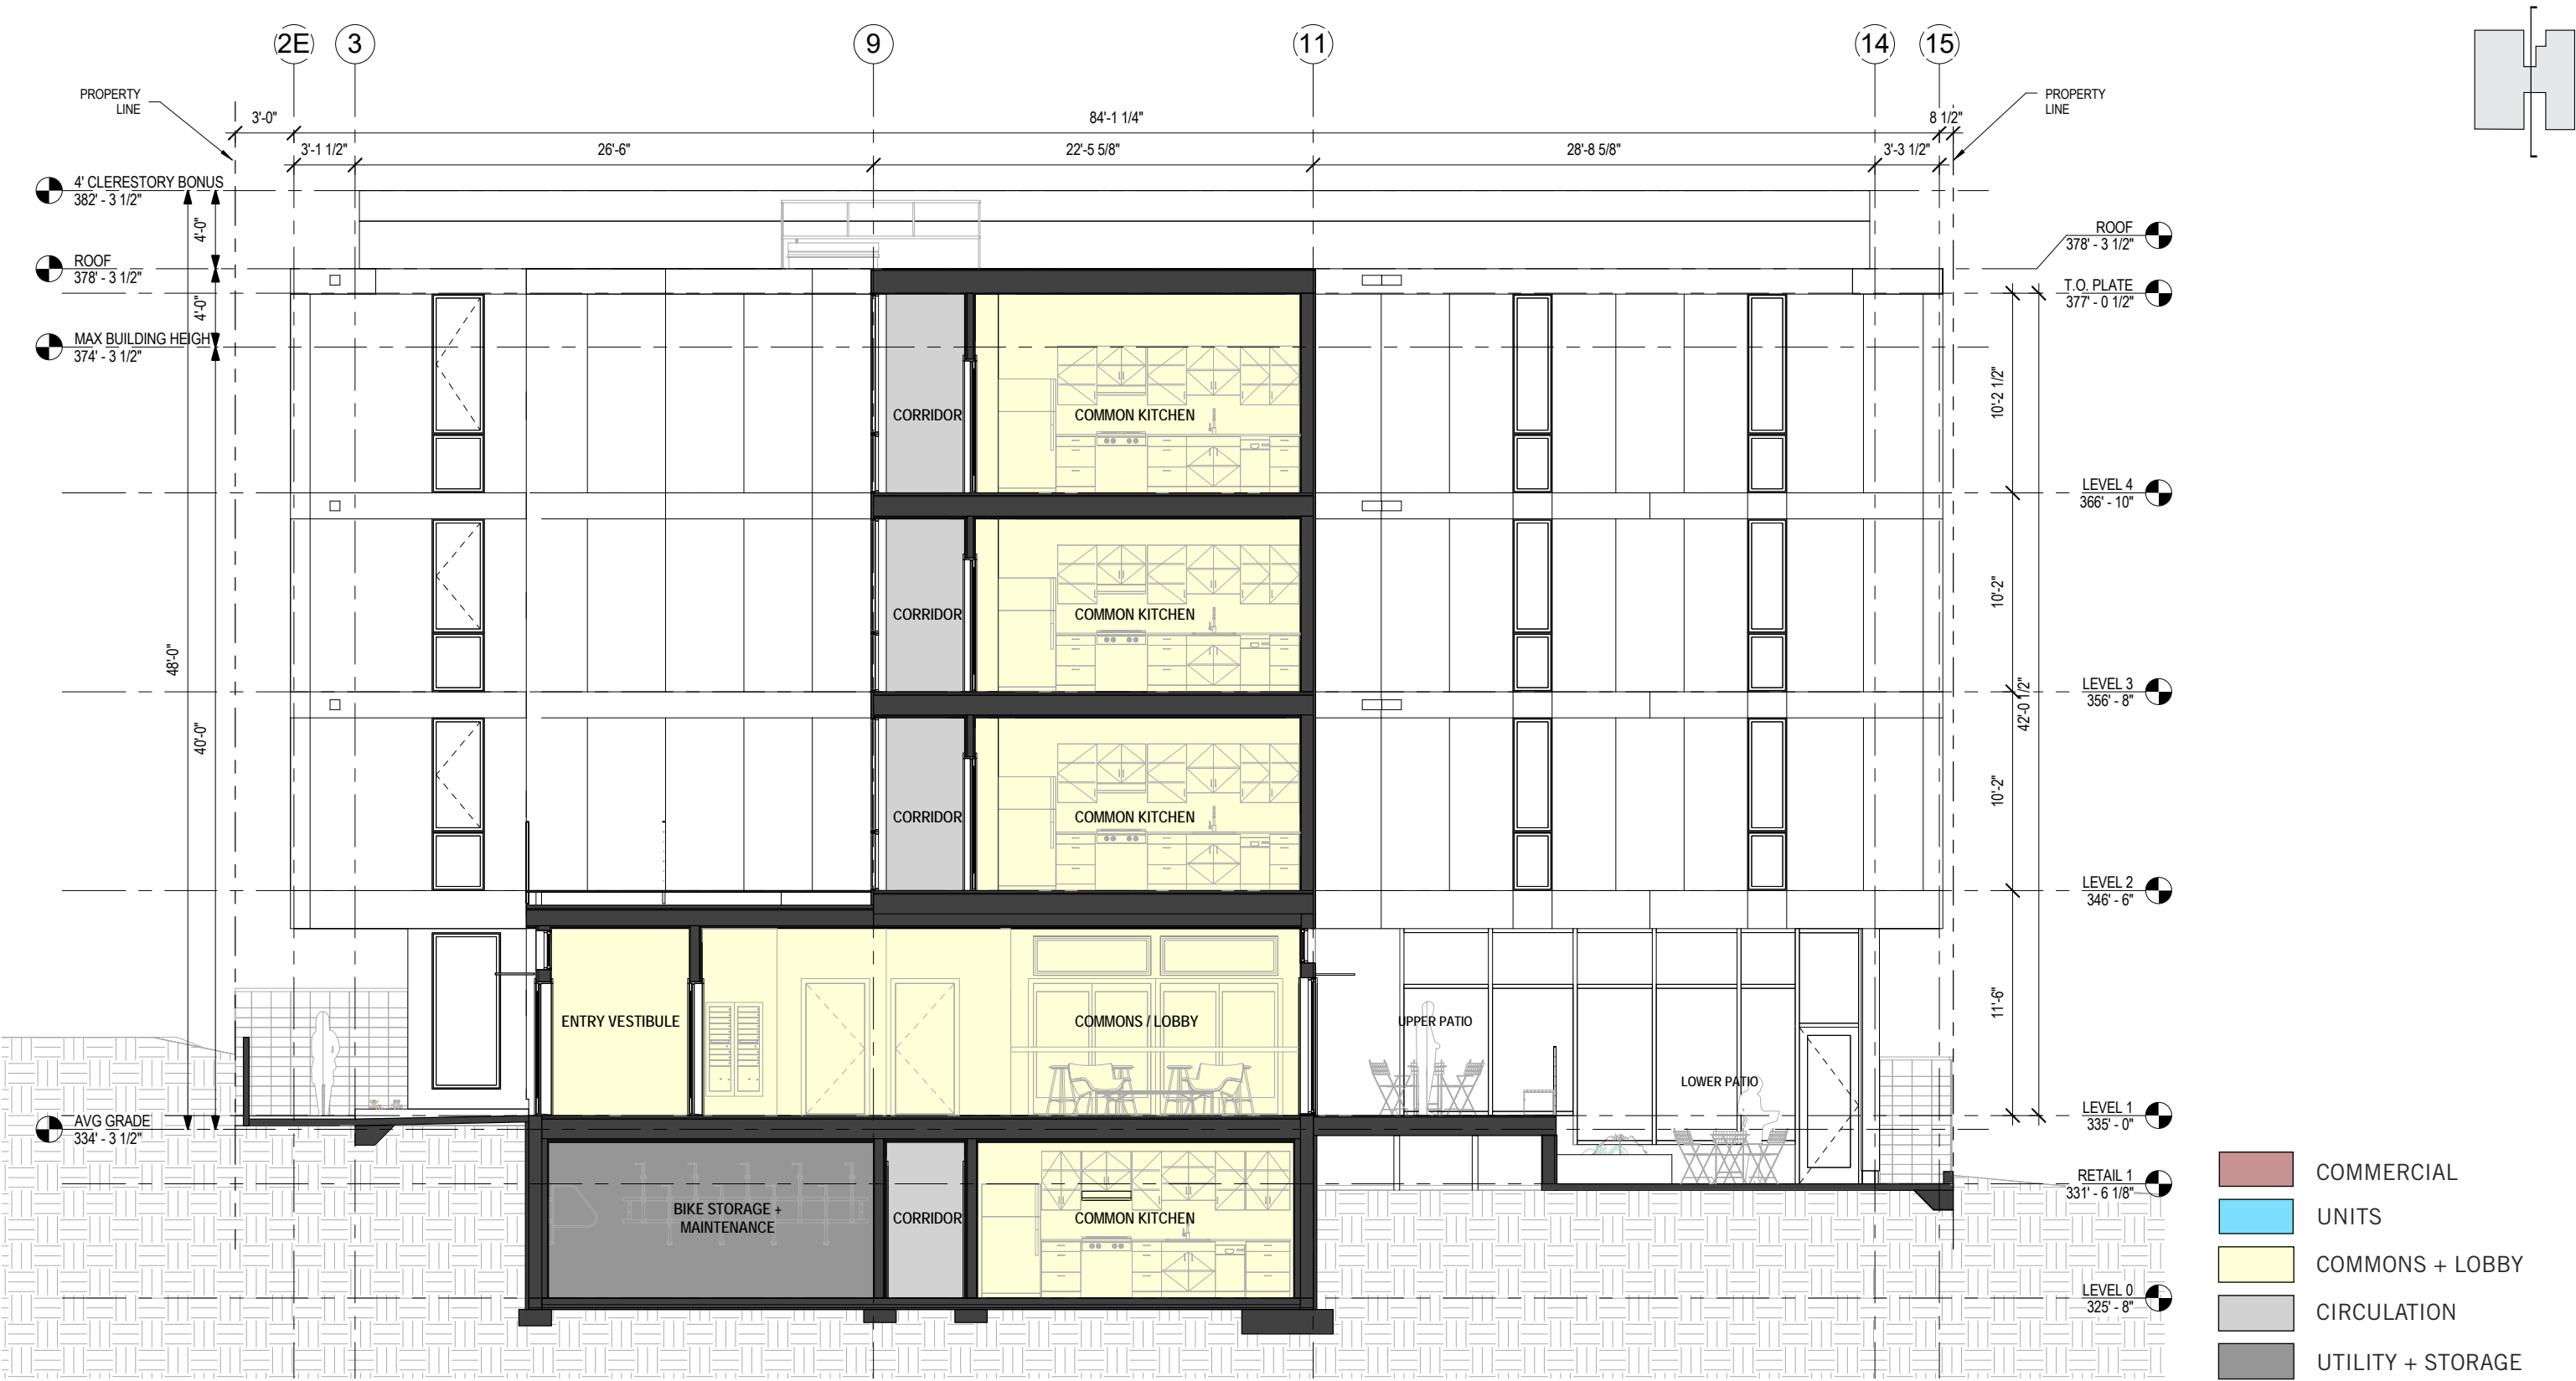 2E
3
9
11
14
15
PROPERTY
LINE
PROPERTY
LINE
3'-0"
84'-1 1/4"
8 1/2"
3'-1 1/2"
26'-6"
22'-5 5/8"
28'-8 5/8"
3'-3 1/2"
4' CLERESTORY BONUS
382' - 3 1/2"
4'-0"
ROOF
378' - 3 1/2"
ROOF
378' - 3 1/2"
4'-0"
T.O. PLATE
377' - 0 1/2"
MAX BUILDING HEIGH
374' - 3 1/2"
CORRIDOR
COMMON KITCHEN
10'-2 1/2"
LEVEL 4
366' - 10"
CORRIDOR
COMMON KITCHEN
10'-2"
48'-0"
LEVEL 3
356' - 8"
42'-0 1/2"
40'-0"
CORRIDOR
COMMON KITCHEN
10'-2"
LEVEL 2
346' - 6"
ENTRY VESTIBULE
COMMONS / LOBBY
UPPER PATIO
11'-6"
LOWER PATIO
AVG GRADE
334' - 3 1/2"
LEVEL 1
335' - 0"
RETAIL 1
331' - 6 1/8"
BIKE STORAGE +
MAINTENANCE
CORRIDOR
COMMON KITCHEN
LEVEL 0
325' - 8"
COMMERCIAL
UNITS
COMMONS + LOBBY
CIRCULATION
UTILITY + STORAGE